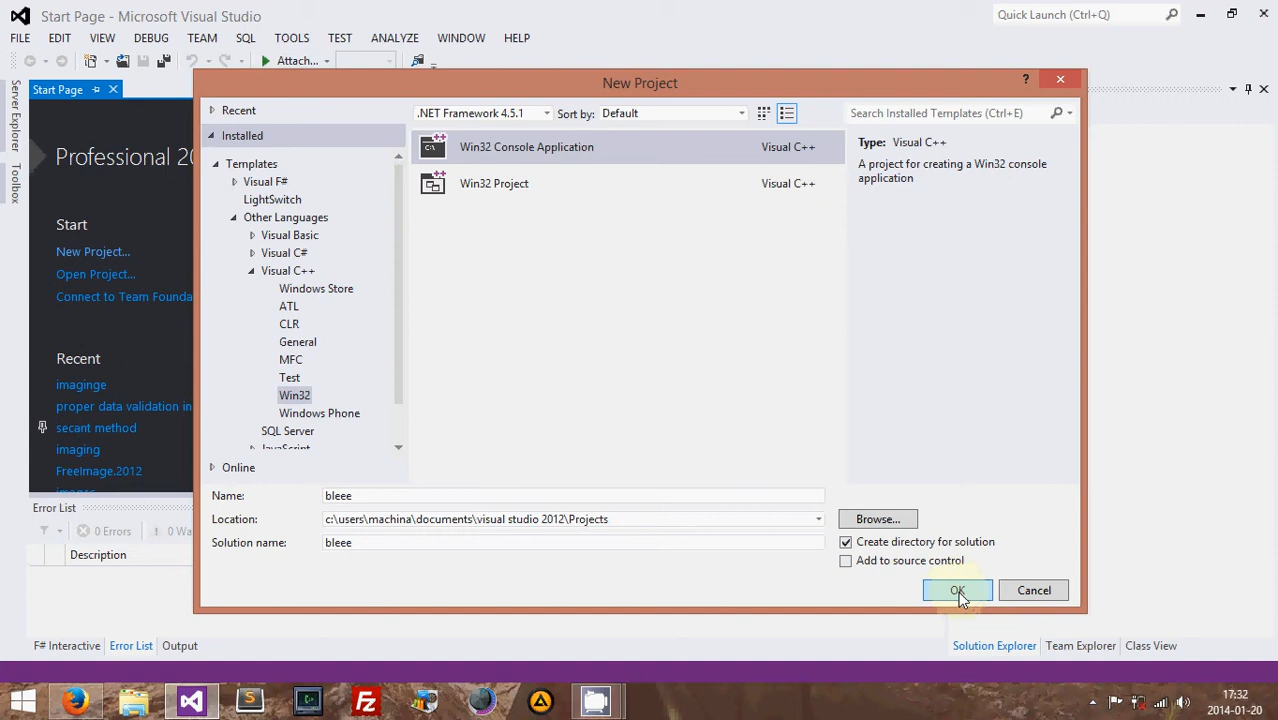 Start Page - Microsoft Visual Studio
Quick Launch (Ctrl+Q)
FILE EDIT VIEW DEBUG TEAM SQL TOOLS TEST ANALYZE WINDOW HELP
Attach...
Server Explorer
Toolbox
Start Page
Professional 20
Start
New Project...
Open Project...
Connect to Team Founda
Recent
imaginge
proper data validation in
secant method
imaging
FreeImage.2012
New Project
?
Recent
Installed
Templates
Visual F#
LightSwitch
Other Languages
Visual Basic
Visual C#
Visual C++
Windows Store
ATL
CLR
General
MFC
Test
Win32
Windows Phone
SQL Server
JavaScript
Online
.NET Framework 4.5.1
Sort by: Default
Search Installed Templates (Ctrl+E)
Win32 Console Application Visual C++
Win32 Project Visual C++
Type: Visual C++
A project for creating a Win32 console
application
Name: bleee
Location: c:\users\machina\documents\visual studio 2012\Projects
Browse...
Solution name: bleee
Create directory for solution
Add to source control
OK
Cancel
Error List
0 Errors
0 Wa
Description
F# Interactive Error List Output
Solution Explorer Team Explorer Class View
17:32
2014-01-20